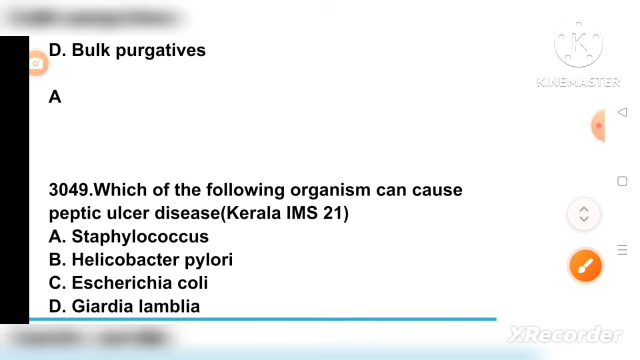 D. Bulk purgatives
A
K
KINEMASTER
3049.Which of the following organism can cause
peptic ulcer disease(Kerala IMS 21)
A. Staphylococcus
B. Helicobacter pylori
C. Escherichia coli
D. Giardia lamblia
XRecorder